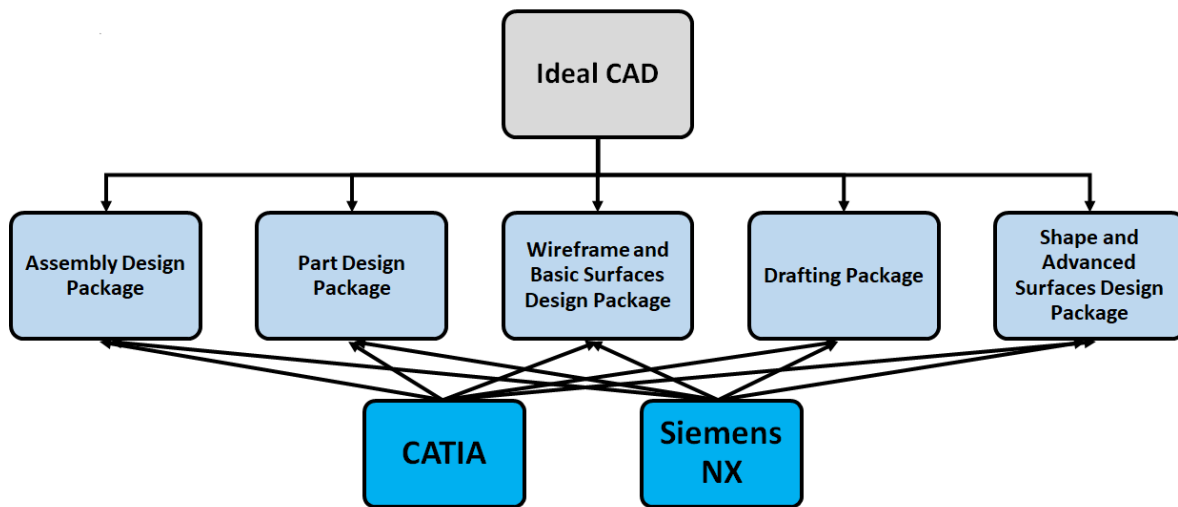 Ideal CAD
Assembly Design
Package
Part Design
Package
Wireframe and
Basic Surfaces
Design Package
Drafting Package
Shape and
Advanced
Surfaces Design
Package
CATIA
Siemens
NX